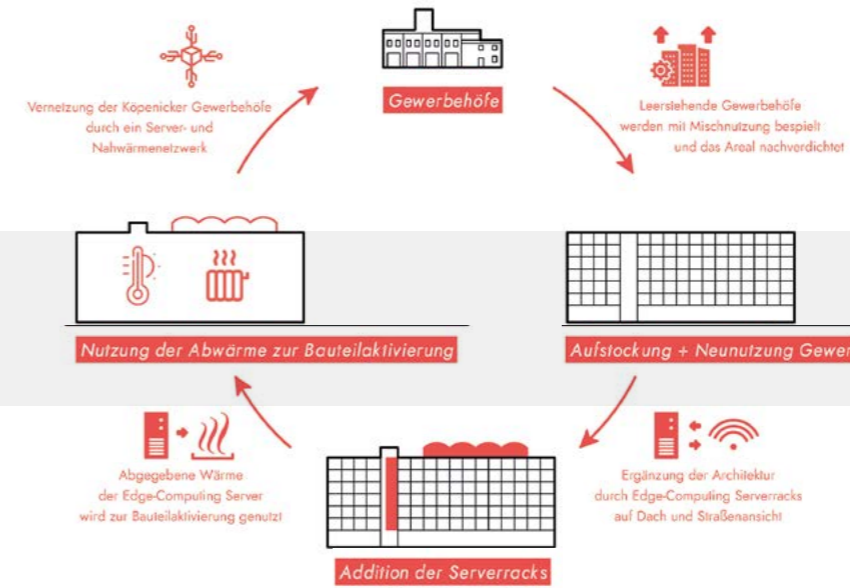 Gewerbehöfe
Vernetzung der Köpenicker Gewerbehöfe
durch ein Server- und
Nahwärmenetzwerk
Leerstehende Gewerbehöfe
werden mit Mischnutzung bespielt
und das Areal nachverdichtet
Nutzung der Abwärme zur Bauteilaktivierung
Aufstockung + Neunutzung Gewer
Abgegebene Wärme
der Edge-Computing Server
wird zur Bauteilaktivierung genutzt
Ergänzung der Architektur
durch Edge-Computing Serverracks
auf Dach und Straßenansicht
Addition der Serverracks